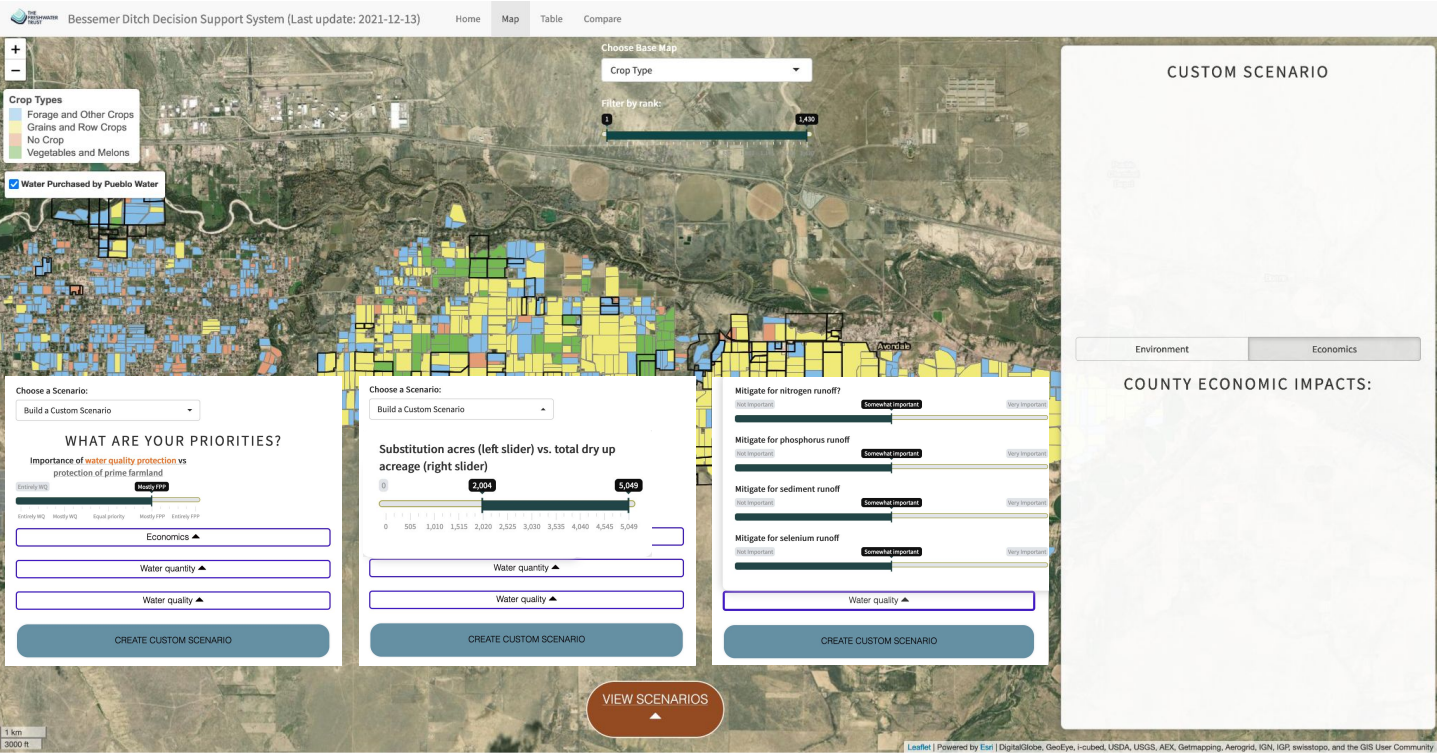 THE
FRESHWATER
TRUST
Bessemer Ditch Decision Support System (Last update: 2021-12-13)
Home
Map
Table
Compare
+
−
Choose Base Map
Crop Type
Filter by rank:
1
1,430
Crop Types
Forage and Other Crops
Grains and Row Crops
No Crop
Vegetables and Melons
Water Purchased by Pueblo Water
Avondale
CUSTOM SCENARIO
Environment
Economics
COUNTY ECONOMIC IMPACTS:
Choose a Scenario:
Build a Custom Scenario
WHAT ARE YOUR PRIORITIES?
Importance of water quality protection vs
protection of prime farmland
Entirely WQ
Mostly FPP
Entirely WQ Mostly WQ Equal priority Mostly FPP Entirely FPP
Economics
Water quantity
Water quality
CREATE CUSTOM SCENARIO
Choose a Scenario:
Build a Custom Scenario
Substitution acres (left slider) vs. total dry up
acreage (right slider)
0
2,004
5,049
0 505 1,010 1,515 2,020 2,525 3,030 3,535 4,040 4,545 5,049
Water quantity
Water quality
CREATE CUSTOM SCENARIO
Mitigate for nitrogen runoff?
Not Important Somewhat important Very Important
Mitigate for phosphorus runoff
Not Important Somewhat important Very Important
Mitigate for sediment runoff
Not Important Somewhat important Very Important
Mitigate for selenium runoff
Not Important Somewhat important Very Important
Water quality
CREATE CUSTOM SCENARIO
VIEW SCENARIOS
1 km
3000 ft
Leaflet | Powered by Esri | DigitalGlobe, GeoEye, i-cubed, USDA, USGS, AEX, Getmapping, Aerogrid, IGN, IGP, swisstopo, and the GIS User Community